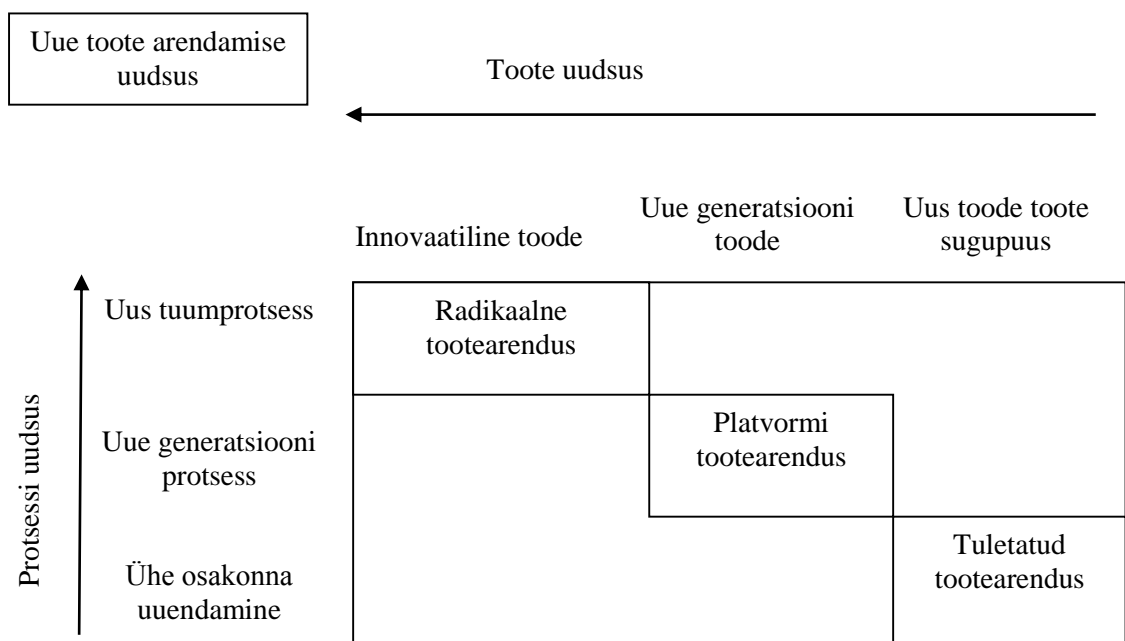 Uue toote arendamise
uudsus
Toote uudsus
Innovaatiline toode
Uue generatsiooni
toode
Uus toode toote
sugupuus
Protsessi uudsus
Uus tuumprotsess
Radikaalne
tootearendus
Uue generatsiooni
protsess
Platvormi
tootearendus
Ühe osakonna
uuendamine
Tuletatud
tootearendus